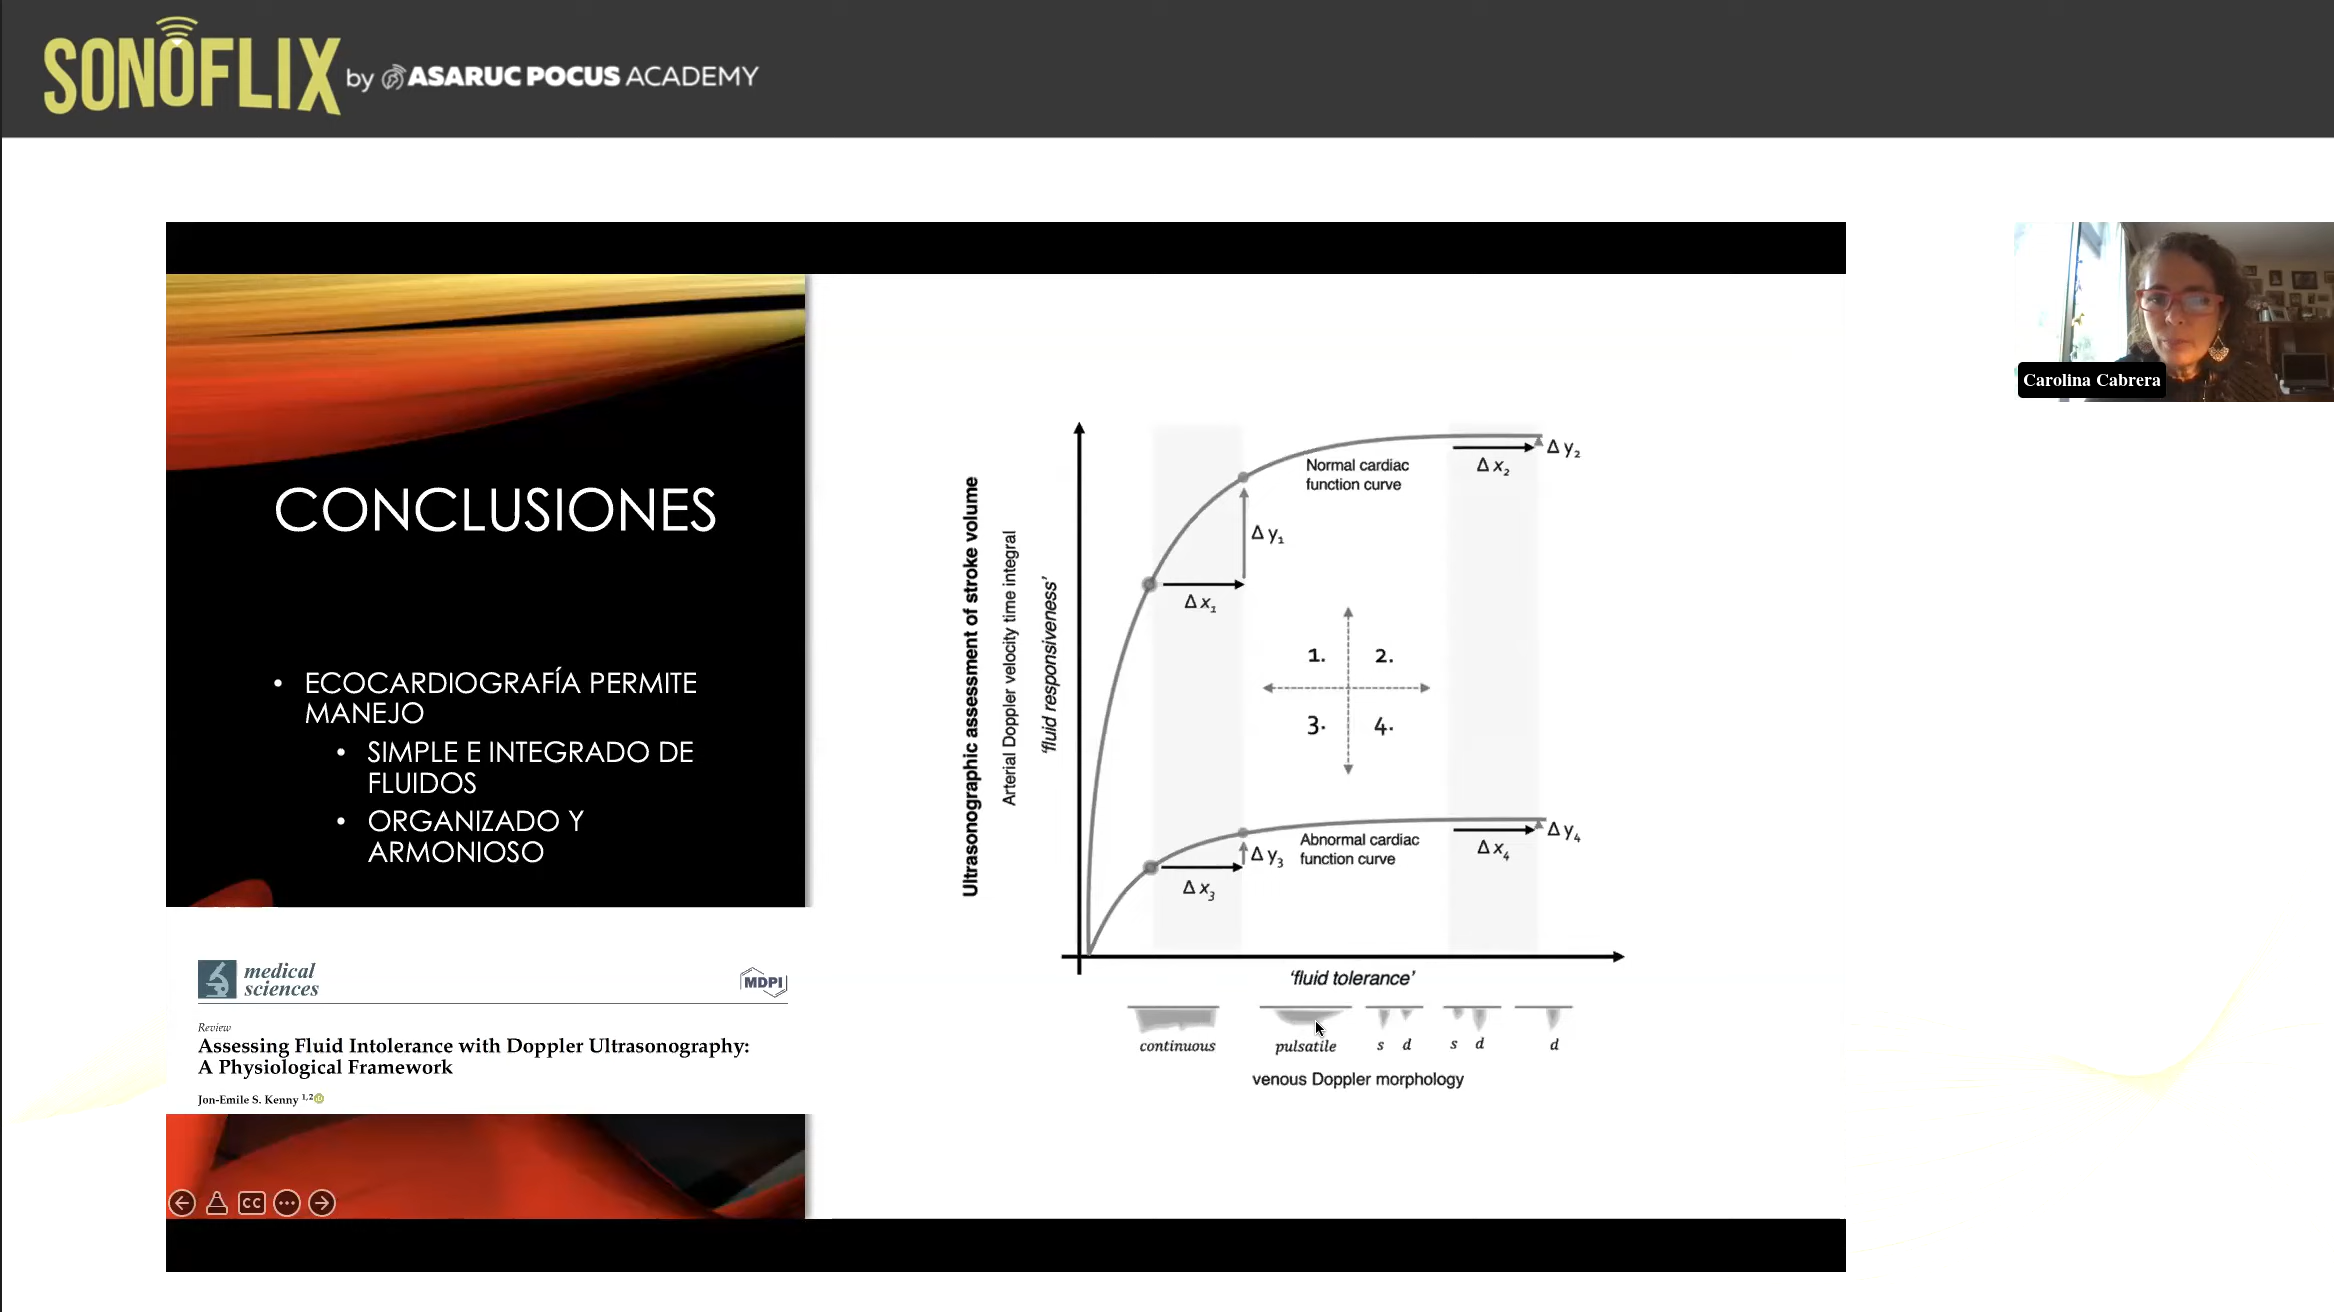 SONOFLIX by ASARUC POCUS ACADEMY
CONCLUSIONES
• ECOCARDIOGRAFÍA PERMITE
MANEJO
• SIMPLE E INTEGRADO DE
FLUIDOS
• ORGANIZADO Y
ARMONIOSO
medical
sciences
MDPI
Review
Assessing Fluid Intolerance with Doppler Ultrasonography:
A Physiological Framework
Jon-Emile S. Kenny 1,2
CC
Ultrasonographic assessment of stroke volume
Arterial Doppler velocity time integral
'fluid responsiveness'
Normal cardiac
function curve
Δ x₂
Δ y₂
Δ y₁
Δ x₁
1. 2.
3. 4.
Abnormal cardiac
function curve
Δ y₃
Δ x₃
Δ x₄
Δ y₄
'fluid tolerance'
continuous pulsatile s d s d d
venous Doppler morphology
Carolina Cabrera